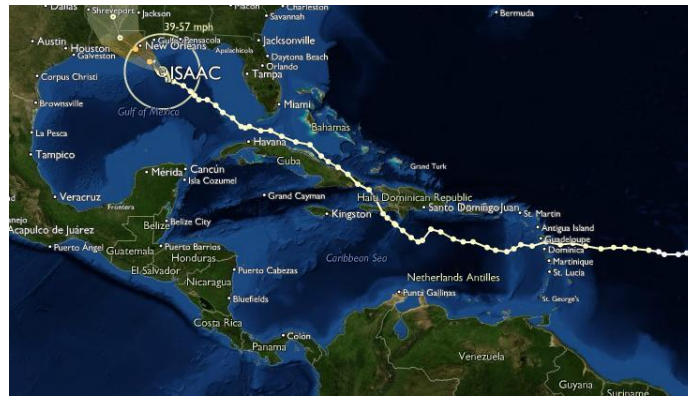 Dallas
Shreveport
Jackson
Macon
Charleston
Savannah
Bermuda
39-57 mph
Austin
Houston
Galveston
New Orleans
Gulfport
Pensacola
Apalachicola
Jacksonville
Daytona Beach
Orlando
Tampa
ISAAC
Corpus Christi
Brownsville
Gulf of Mexico
Miami
Bahamas
La Pesca
Tampico
Havana
Cuba
Grand Turk
Mérida
Cancún
Isla Cozumel
Veracruz
Frontera
Grand Cayman
Haiti
Dominican Republic
Santo Domingo
Juan
St. Martin
Kingston
Acapulco de Juárez
Belize
Belize City
Antigua Island
Guadeloupe
Dominica
Martinique
St. Lucia
Puerto Ángel
Guatemala
Puerto Barrios
Honduras
El Salvador
Caribbean Sea
Nicaragua
Puerto Cabezas
Netherlands Antilles
Bluefields
Punta Gallinas
St. George's
Costa Rica
Colón
Panama
Venezuela
Guyana
Suriname